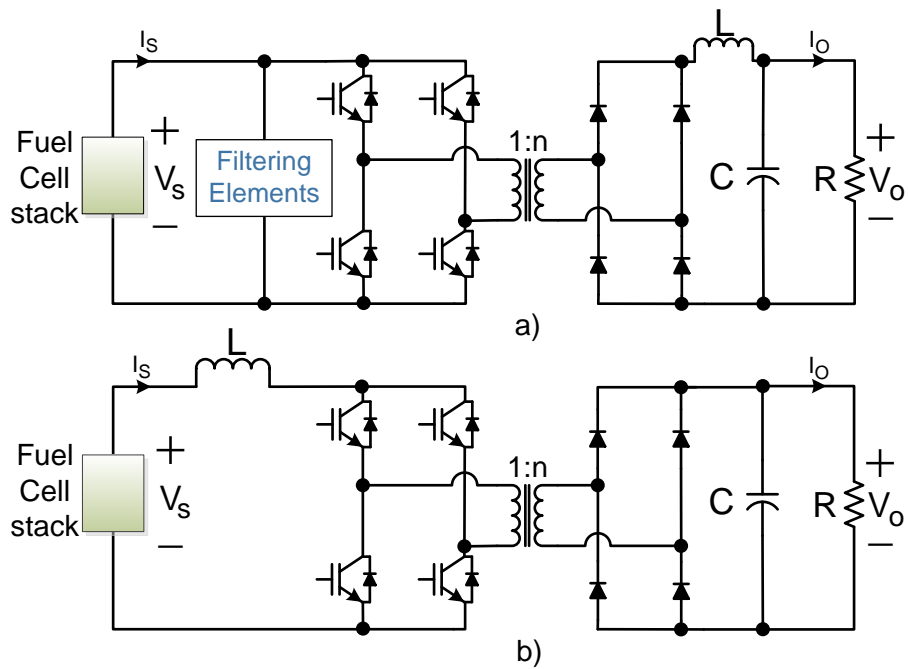 I_S
L
I_O
Fuel
Cell
stack
+
V_s
−
Filtering
Elements
1:n
C
R
+
V_o
−
a)
I_S
L
I_O
Fuel
Cell
stack
+
V_s
−
1:n
C
R
+
V_o
−
b)